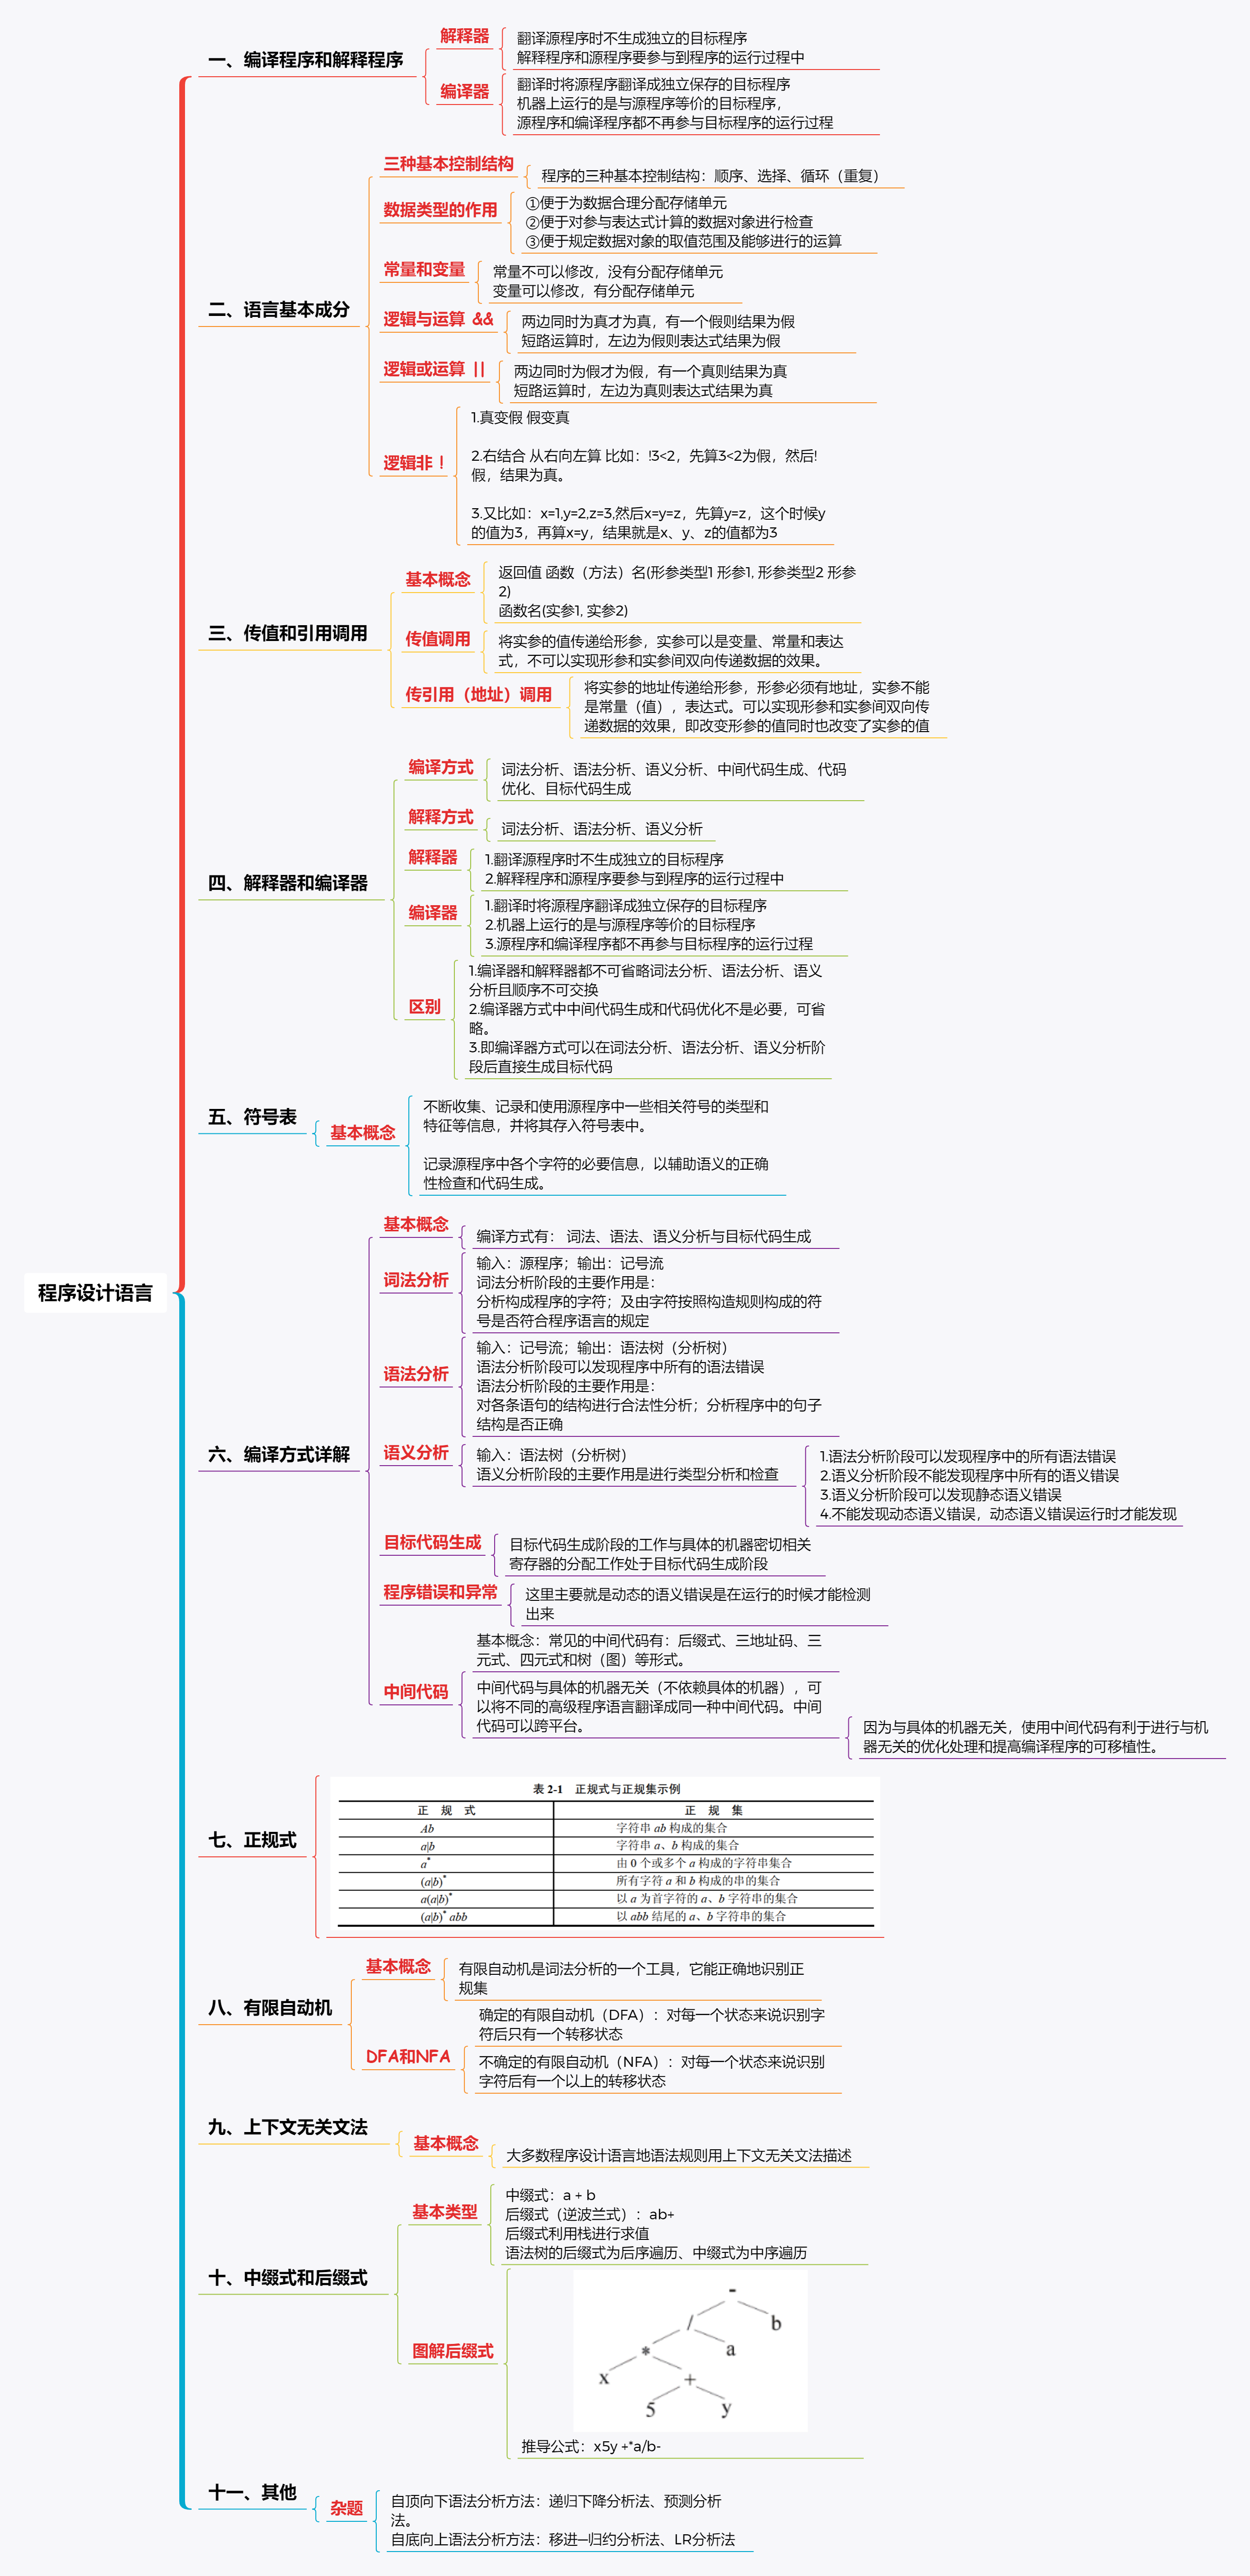 程序设计语言
一、编译程序和解释程序
解释器
翻译源程序时不生成独立的目标程序
解释程序和源程序要参与到程序的运行过程中
编译器
翻译时将源程序翻译成独立保存的目标程序
机器上运行的是与源程序等价的目标程序，
源程序和编译程序都不再参与目标程序的运行过程
二、语言基本成分
三种基本控制结构
程序的三种基本控制结构：顺序、选择、循环（重复）
数据类型的作用
①便于为数据合理分配存储单元
②便于对参与表达式计算的数据对象进行检查
③便于规定数据对象的取值范围及能够进行的运算
常量和变量
常量不可以修改，没有分配存储单元
变量可以修改，有分配存储单元
逻辑与运算 &&
两边同时为真才为真，有一个假则结果为假
短路运算时，左边为假则表达式结果为假
逻辑或运算 ||
两边同时为假才为假，有一个真则结果为真
短路运算时，左边为真则表达式结果为真
逻辑非！
1.真变假 假变真
2.右结合 从右向左算 比如：!3<2，先算3<2为假，然后!
假，结果为真。
3.又比如：x=1,y=2,z=3,然后x=y=z，先算y=z，这个时候y
的值为3，再算x=y，结果就是x、y、z的值都为3
三、传值和引用调用
基本概念
返回值 函数（方法）名(形参类型1 形参1, 形参类型2 形参
2)
函数名(实参1, 实参2)
传值调用
将实参的值传递给形参，实参可以是变量、常量和表达
式，不可以实现形参和实参间双向传递数据的效果。
传引用（地址）调用
将实参的地址传递给形参，形参必须有地址，实参不能
是常量（值），表达式。可以实现形参和实参间双向传
递数据的效果，即改变形参的值同时也改变了实参的值
四、解释器和编译器
编译方式
词法分析、语法分析、语义分析、中间代码生成、代码
优化、目标代码生成
解释方式
词法分析、语法分析、语义分析
解释器
1.翻译源程序时不生成独立的目标程序
2.解释程序和源程序要参与到程序的运行过程中
编译器
1.翻译时将源程序翻译成独立保存的目标程序
2.机器上运行的是与源程序等价的目标程序
3.源程序和编译程序都不再参与目标程序的运行过程
区别
1.编译器和解释器都不可省略词法分析、语法分析、语义
分析且顺序不可交换
2.编译器方式中中间代码生成和代码优化不是必要，可省
略。
3.即编译器方式可以在词法分析、语法分析、语义分析阶
段后直接生成目标代码
五、符号表
基本概念
不断收集、记录和使用源程序中一些相关符号的类型和
特征等信息，并将其存入符号表中。
记录源程序中各个字符的必要信息，以辅助语义的正确
性检查和代码生成。
六、编译方式详解
基本概念
编译方式有： 词法、语法、语义分析与目标代码生成
词法分析
输入：源程序；输出：记号流
词法分析阶段的主要作用是：
分析构成程序的字符；及由字符按照构造规则构成的符
号是否符合程序语言的规定
语法分析
输入：记号流；输出：语法树（分析树）
语法分析阶段可以发现程序中所有的语法错误
语法分析阶段的主要作用是：
对各条语句的结构进行合法性分析；分析程序中的句子
结构是否正确
语义分析
输入：语法树（分析树）
语义分析阶段的主要作用是进行类型分析和检查
1.语法分析阶段可以发现程序中的所有语法错误
2.语义分析阶段不能发现程序中所有的语义错误
3.语义分析阶段可以发现静态语义错误
4.不能发现动态语义错误，动态语义错误运行时才能发现
目标代码生成
目标代码生成阶段的工作与具体的机器密切相关
寄存器的分配工作处于目标代码生成阶段
程序错误和异常
这里主要就是动态的语义错误是在运行的时候才能检测
出来
中间代码
基本概念：常见的中间代码有：后缀式、三地址码、三
元式、四元式和树（图）等形式。
中间代码与具体的机器无关（不依赖具体的机器），可
以将不同的高级程序语言翻译成同一种中间代码。中间
代码可以跨平台。
因为与具体的机器无关，使用中间代码有利于进行与机
器无关的优化处理和提高编译程序的可移植性。
七、正规式
表 2-1 正规式与正规集示例
正 规 式 正 规 集
Ab 字符串 ab 构成的集合
a|b 字符串 a、b 构成的集合
a* 由 0 个或多个 a 构成的字符串集合
(a|b)* 所有字符 a 和 b 构成的串的集合
a(a|b)* 以 a 为首字符的 a、b 字符串的集合
(a|b)* abb 以 abb 结尾的 a、b 字符串的集合
八、有限自动机
基本概念
有限自动机是词法分析的一个工具，它能正确地识别正
规集
DFA和NFA
确定的有限自动机（DFA）：对每一个状态来说识别字
符后只有一个转移状态
不确定的有限自动机（NFA）：对每一个状态来说识别
字符后有一个以上的转移状态
九、上下文无关文法
基本概念
大多数程序设计语言地语法规则用上下文无关文法描述
十、中缀式和后缀式
基本类型
中缀式：a + b
后缀式（逆波兰式）：ab+
后缀式利用栈进行求值
语法树的后缀式为后序遍历、中缀式为中序遍历
图解后缀式
-
/ b
* a
x +
5 y
推导公式：x5y +*a/b-
十一、其他
杂题
自顶向下语法分析方法：递归下降分析法、预测分析
法。
自底向上语法分析方法：移进—归约分析法、LR分析法